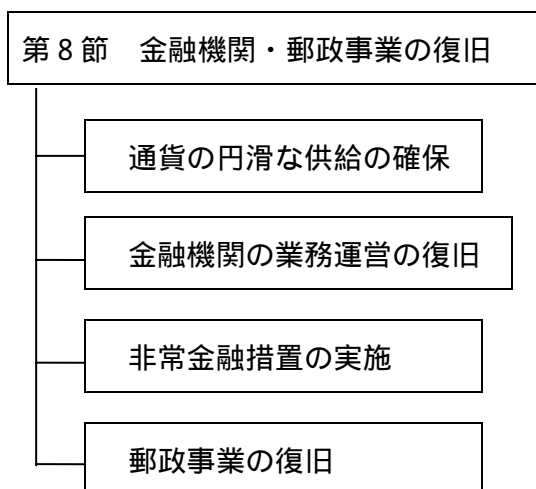 第8節　金融機関・郵政事業の復旧
通貨の円滑な供給の確保
金融機関の業務運営の復旧
非常金融措置の実施
郵政事業の復旧